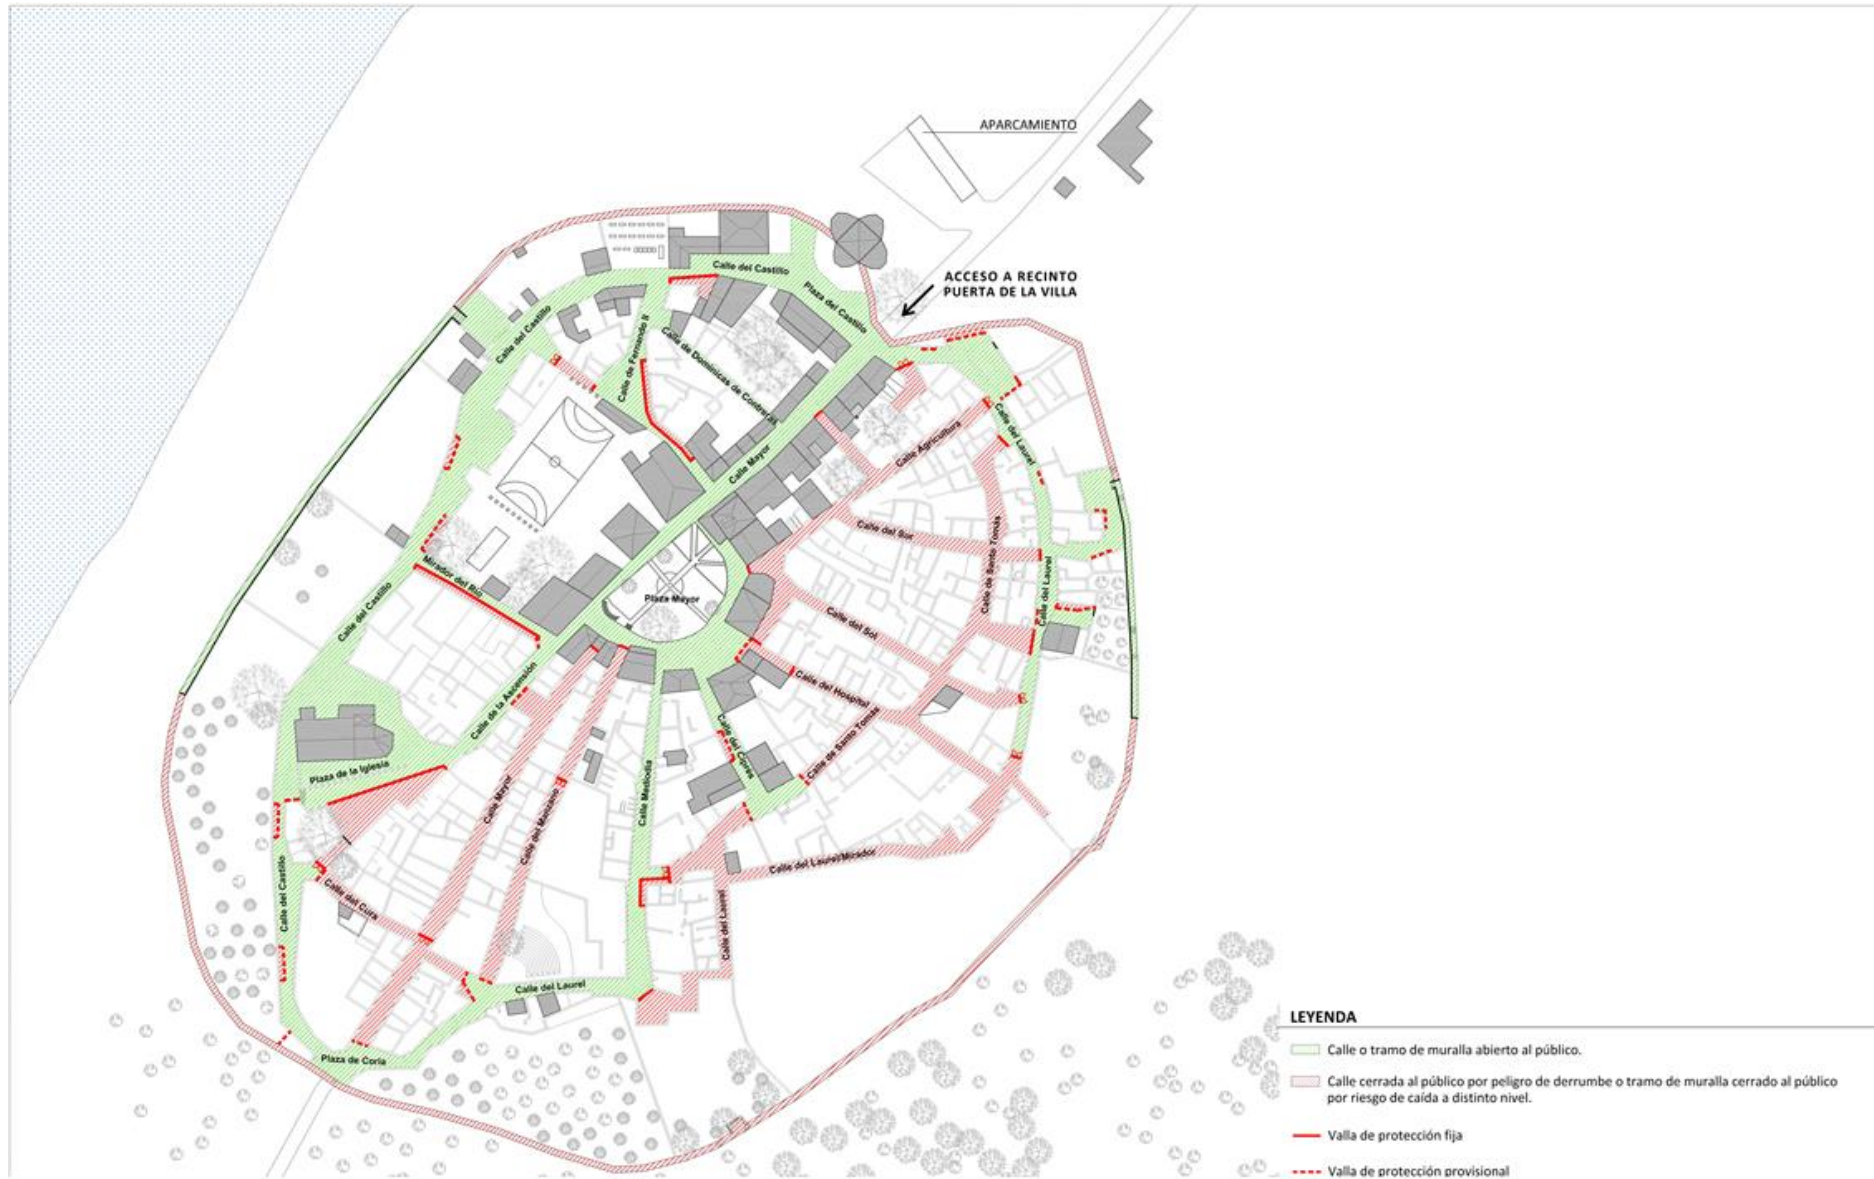 APARCAMIENTO
ACCESO A RECINTO
PUERTA DE LA VILLA
Calle del Castillo
Plaza del Castillo
Calle del Castillo
Calle de Fernando II
Calle de Dominicas de Contreras
Calle Mayor
Calle Agricultura
Calle del Laurel
Calle del Sur
Calle de Santo Tomás
Calle del Laurel
Mirador del Río
Calle del Castillo
Plaza Mayor
Calle del Sol
Calle de la Ascensión
Calle del Hospital
Calle de Santo Tomás
Calle del Cipres
Plaza de la Iglesia
Calle Mayor
Calle del Manzano
Calle Mediodía
Calle del Laurel/Mirador
Calle del Castillo
Calle del Cura
Calle del Laurel
Calle del Laurel
Plaza de Coria
LEYENDA
Calle o tramo de muralla abierto al público.
Calle cerrada al público por peligro de derrumbe o tramo de muralla cerrado al público
por riesgo de caída a distinto nivel.
Valla de protección fija
Valla de protección provisional